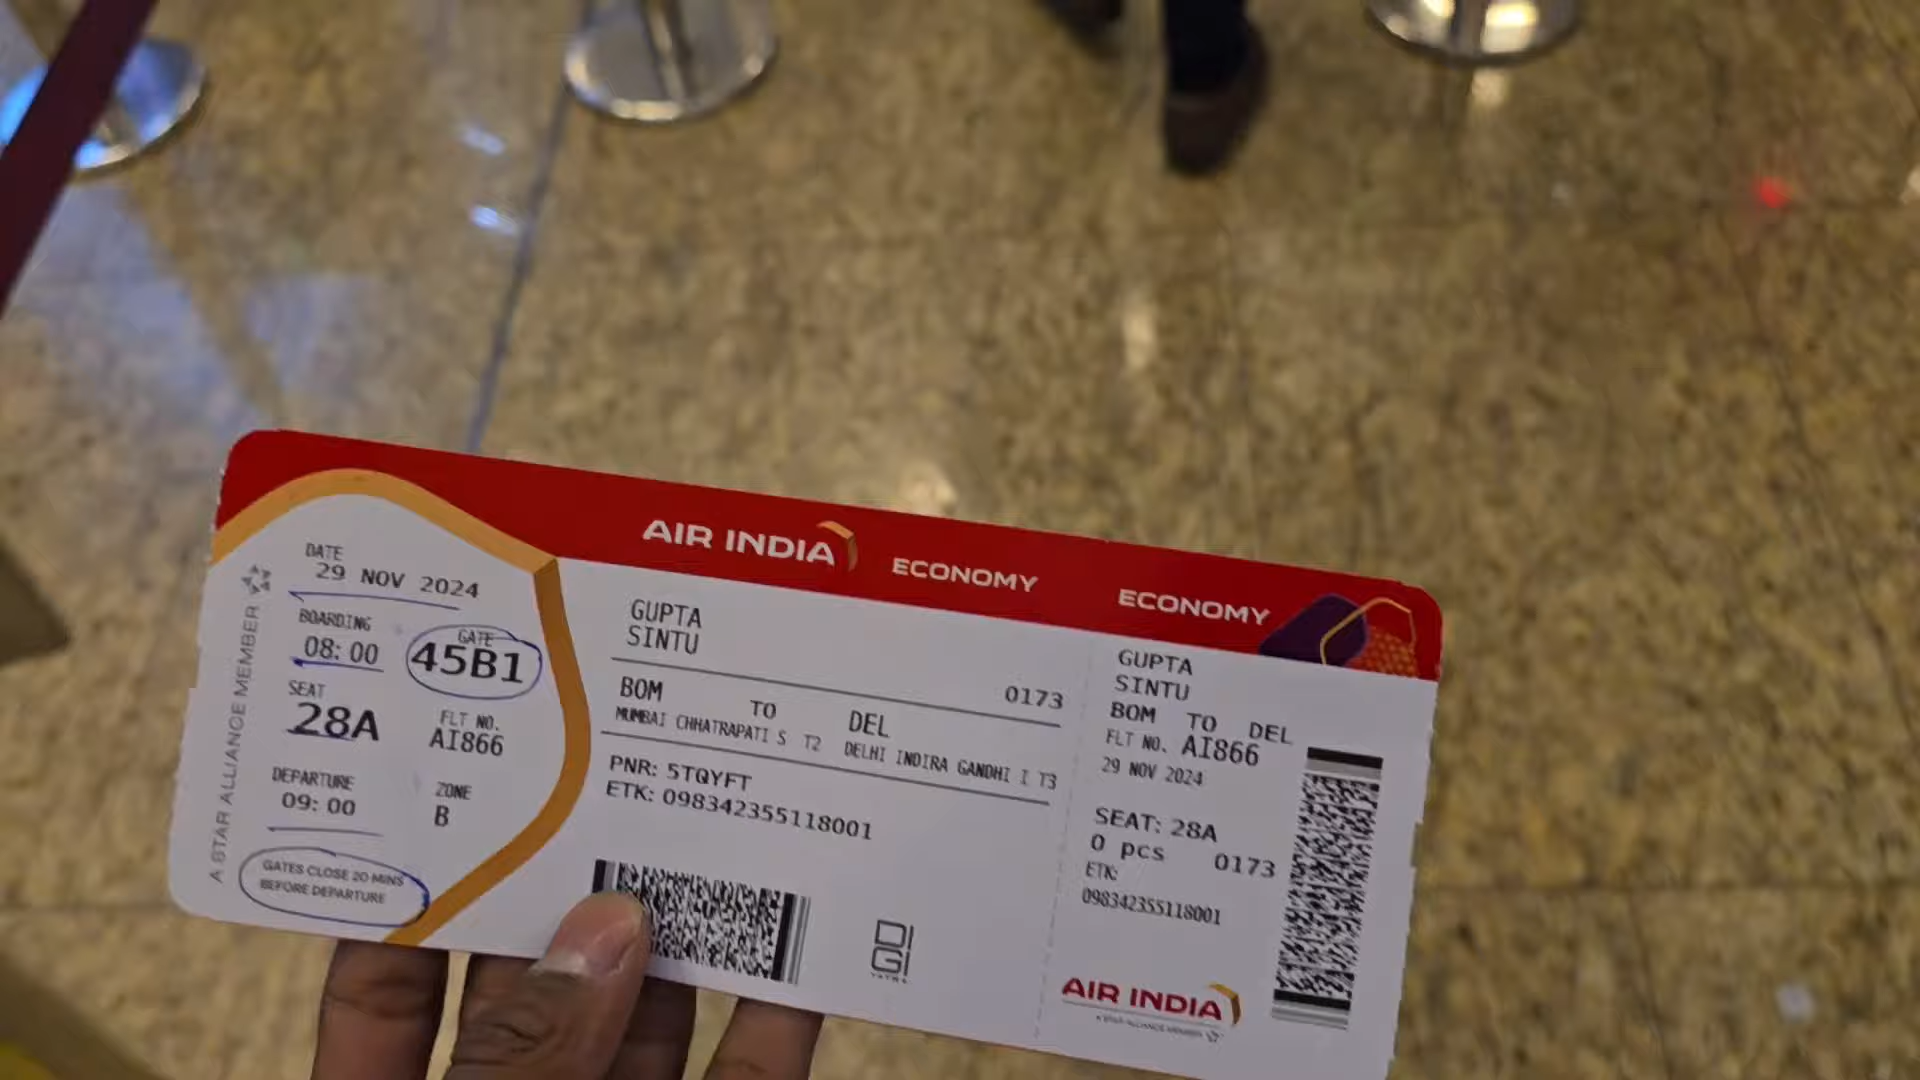 AIR INDIA ECONOMY ECONOMY
A STAR ALLIANCE MEMBER
DATE
29 NOV 2024
BOARDING
08: 00
GATE
45B1
SEAT
28A
FLT NO.
AI866
DEPARTURE
09: 00
ZONE
B
GATES CLOSE 20 MINS
BEFORE DEPARTURE
GUPTA
SINTU
0173
BOM TO DEL
MUMBAI CHHATRAPATI S T2 DELHI INDIRA GANDHI I T3
PNR: 5TQYFT
ETK: 098342355118001
DIGI
YATRA
GUPTA
SINTU
BOM TO DEL
FLT NO. AI866
29 NOV 2024
SEAT: 28A
0 pcs 0173
ETK:
098342355118001
AIR INDIA
A STAR ALLIANCE MEMBER